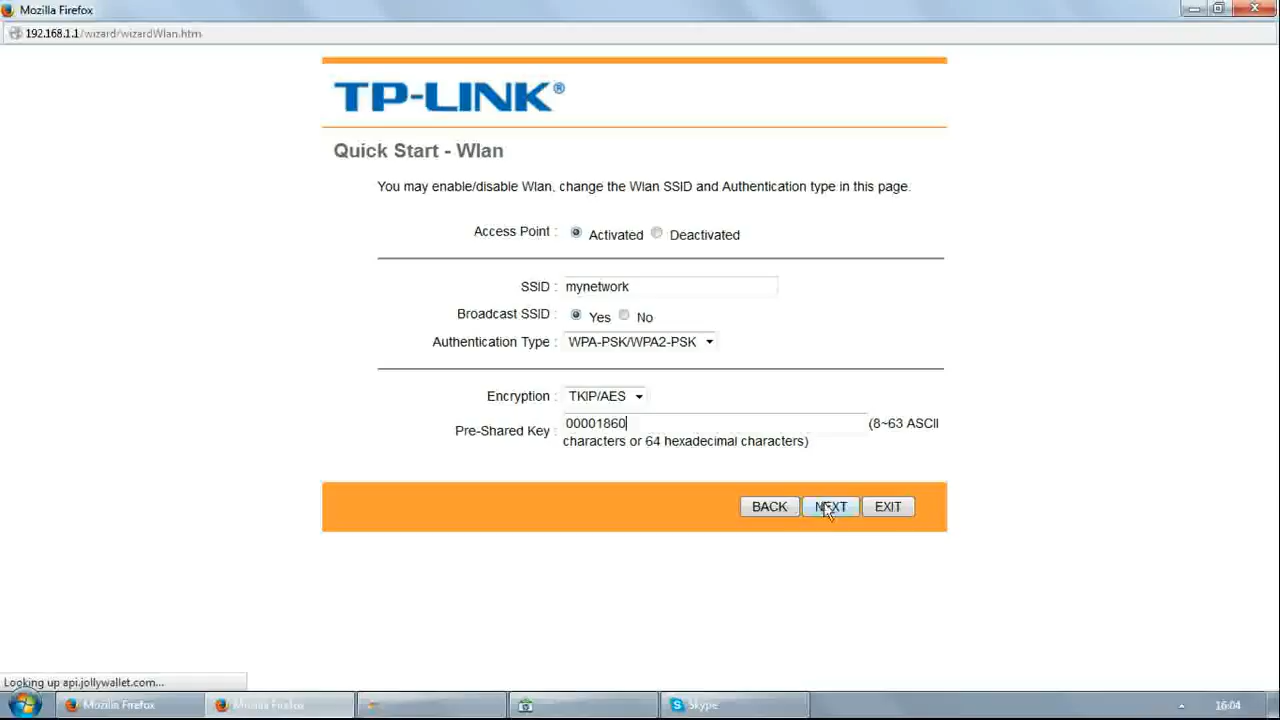 Mozilla Firefox
192.168.1.1/wizard/wizardWlan.htm
TP-LINK®
Quick Start - Wlan
You may enable/disable Wlan, change the Wlan SSID and Authentication type in this page.
Access Point : Activated Deactivated
SSID : mynetwork
Broadcast SSID : Yes No
Authentication Type : WPA-PSK/WPA2-PSK
Encryption : TKIP/AES
Pre-Shared Key : 00001860 (8~63 ASCII
characters or 64 hexadecimal characters)
BACK NEXT EXIT
Looking up api.jollywallet.com...
Mozilla Firefox Mozilla Firefox Skype 16:04